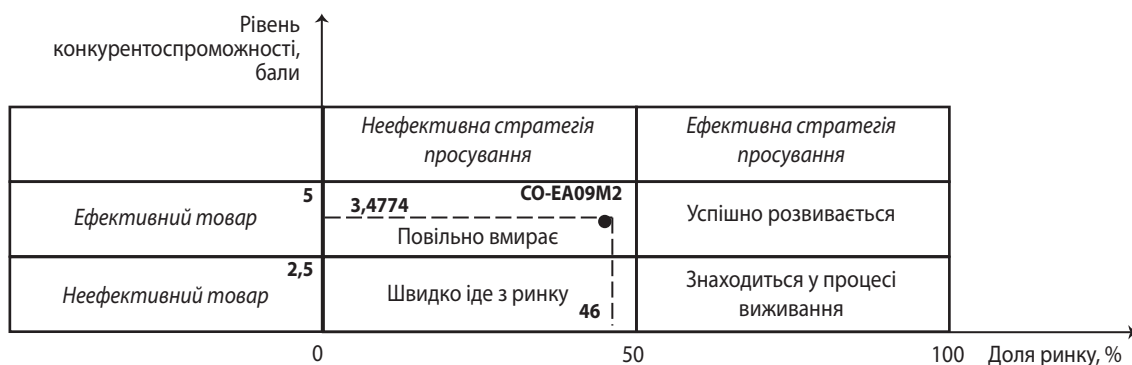 Рівень
конкурентоспроможності,
бали
Неефективна стратегія
просування
Ефективна стратегія
просування
5
Ефективний товар
3,4774
CO-EA09M2
Повільно вмирає
Успішно розвивається
2,5
Неефективний товар
Швидко іде з ринку
46
Знаходиться у процесі
виживання
0
50
100
Доля ринку, %